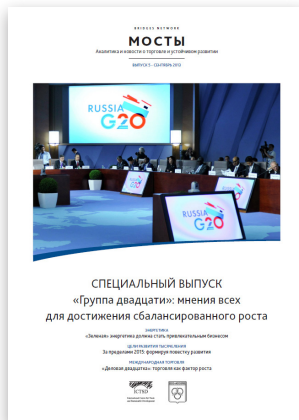 BRIDGES NETWORK
МОСТЫ
Аналитика и новости о торговле и устойчивом развитии
ВЫПУСК 5 – СЕНТЯБРЬ 2013
RUSSIA
G20
RUSSIA
G20
СПЕЦИАЛЬНЫЙ ВЫПУСК
«Группа двадцати»: мнения всех
для достижения сбалансированного роста
ЭНЕРГЕТИКА
«Зеленая» энергетика должна стать привлекательным бизнесом
ЦЕЛИ РАЗВИТИЯ ТЫСЯЧЕЛЕТИЯ
За пределами 2015: формируя повестку развития
МЕЖДУНАРОДНАЯ ТОРГОВЛЯ
«Деловая двадцатка»: торговля как фактор роста
ICTSD